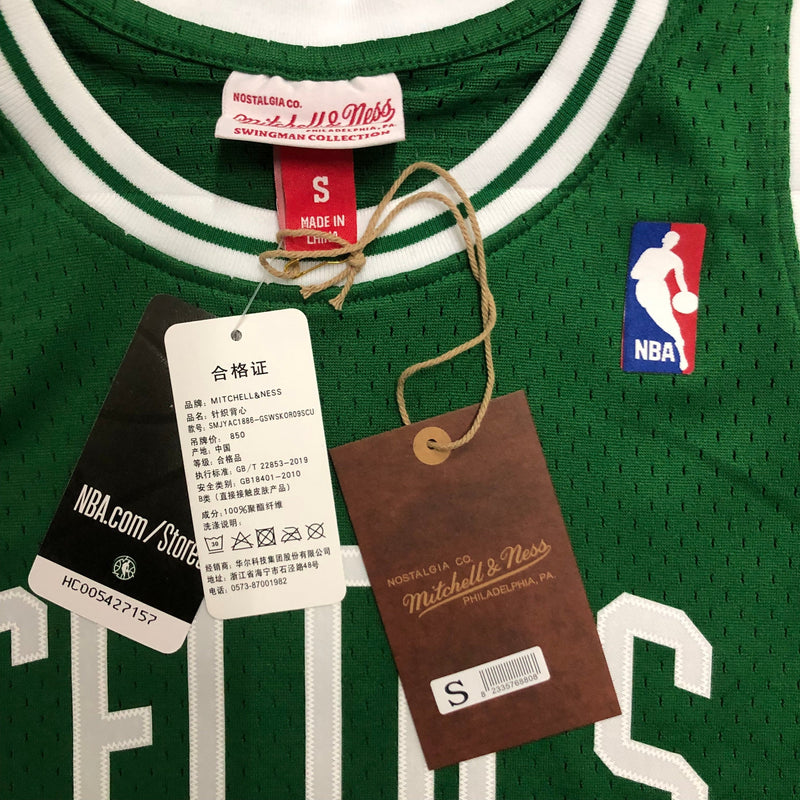 NOSTALGIA CO.
Mitchell & Ness
PHILADELPHIA, PA.
SWINGMAN COLLECTION
S
MADE IN
CHINA
NBA
合格证
品牌: MITCHELL&NESS
品名: 针织背心
款号: SMJYAC1886-GSWSKOR09SCU
吊牌价: 850
产地: 中国
等级: 合格品
执行标准: GB/T 22853-2019
安全类别: GB18401-2010
B类（直接接触皮肤产品）
成分: 100%聚酯纤维
洗涤说明:
30
经销商: 华尔科技集团股份有限公司
地址: 浙江省海宁市石泾路48号
电话: 0573-87001982
NBA.com/Store
HC005427157
NOSTALGIA CO.
Mitchell & Ness
PHILADELPHIA, PA.
S
82335768808
CELTICS